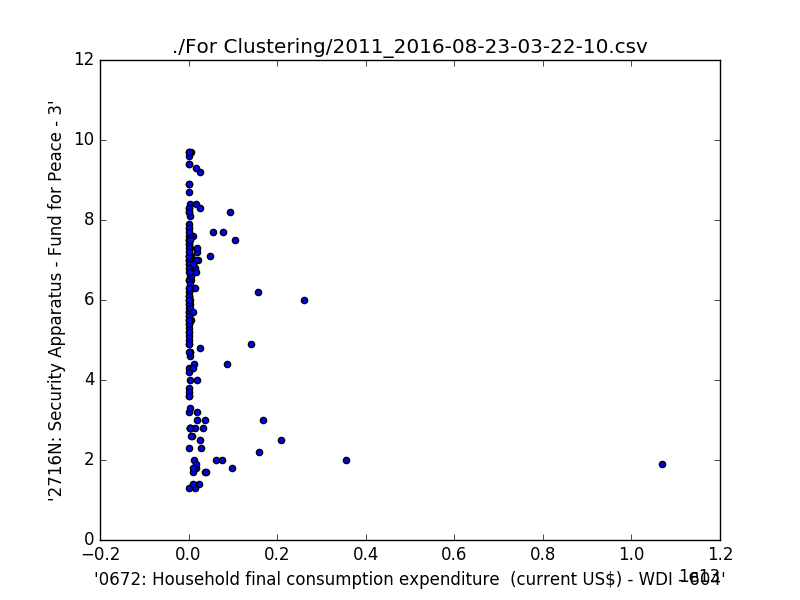 ./For Clustering/2011_2016-08-23-03-22-10.csv
12
10
8
6
4
2
0
'2716N: Security Apparatus - Fund for Peace - 3'
−0.2 0.0 0.2 0.4 0.6 0.8 1.0 1.2
1e13
'0672: Household final consumption expenditure (current US$) - WDI - 604'